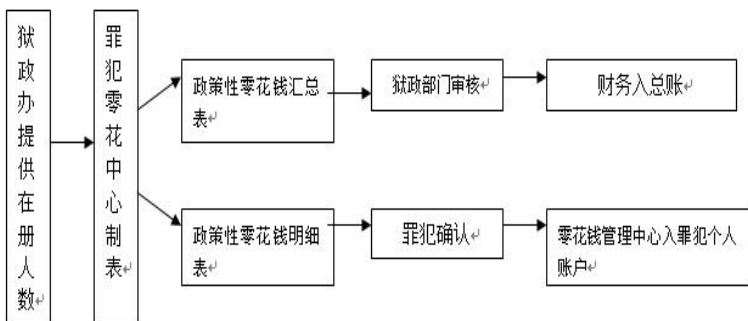 狱政办提供在册人数
罪犯零花中心制表
政策性零花钱汇总
表
狱政部门审核
财务入总账
政策性零花钱明细
表
罪犯确认
零花钱管理中心入罪犯个人
账户